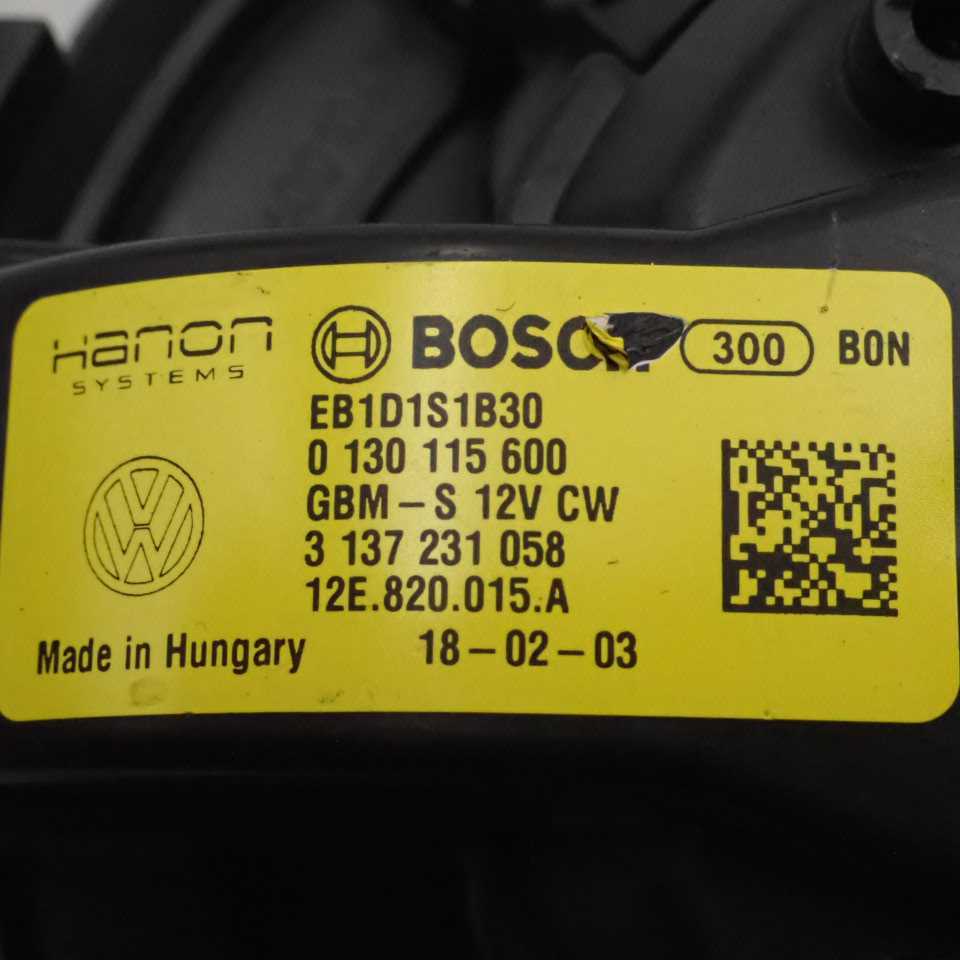 Hanon
SYSTEMS
BOSCH 300 BON
EB1D1S1B30
0 130 115 600
GBM – S 12V CW
3 137 231 058
12E.820.015.A
Made in Hungary 18 – 02 – 03